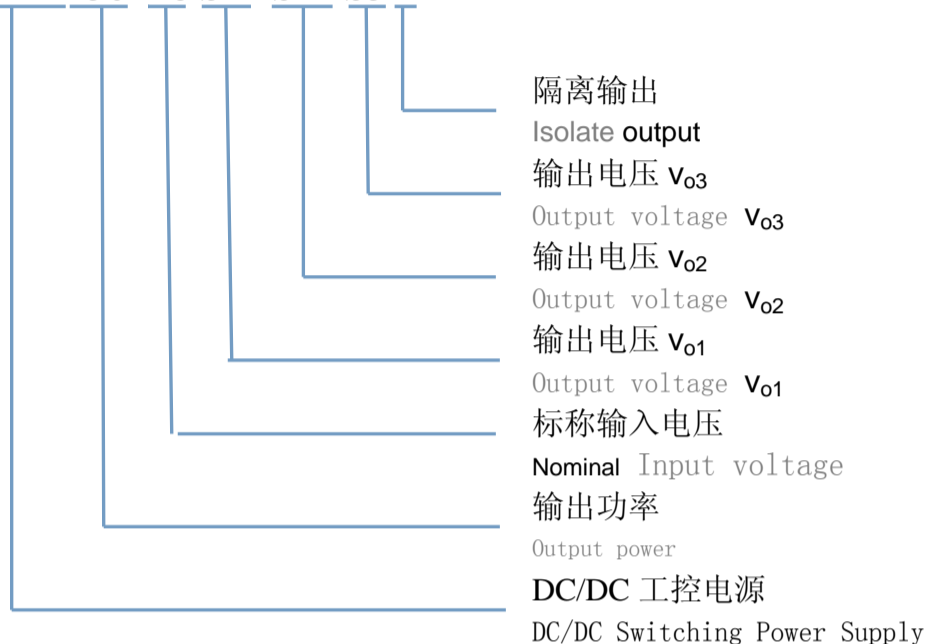 隔离输出
Isolate output
输出电压 Vo3
Output voltage Vo3
输出电压 Vo2
Output voltage Vo2
输出电压 Vo1
Output voltage Vo1
标称输入电压
Nominal Input voltage
输出功率
Output power
DC/DC 工控电源
DC/DC Switching Power Supply